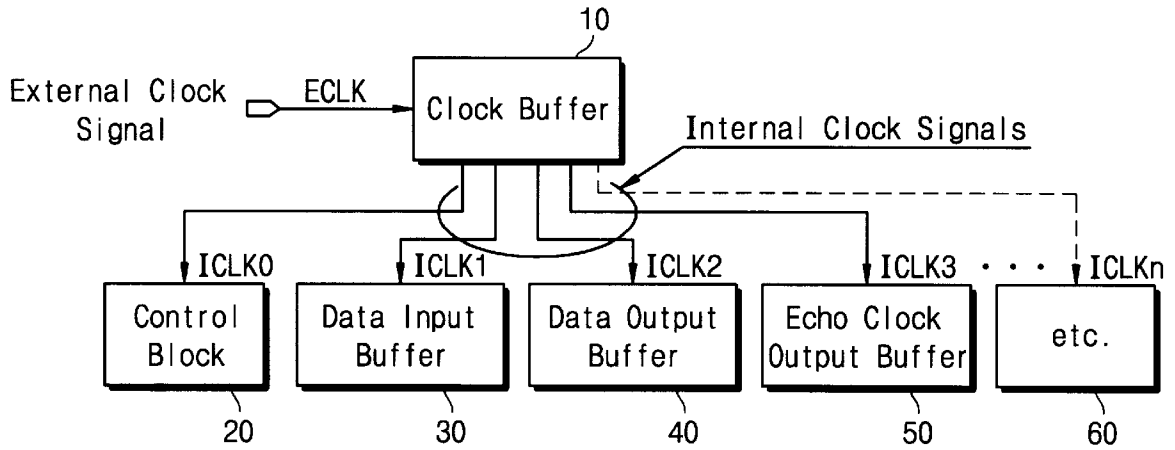 10
External Clock
Signal
ECLK
Clock Buffer
Internal Clock Signals
ICLK0
ICLK1
ICLK2
ICLK3
. . .
ICLKn
Control
Block
Data Input
Buffer
Data Output
Buffer
Echo Clock
Output Buffer
etc.
20
30
40
50
60